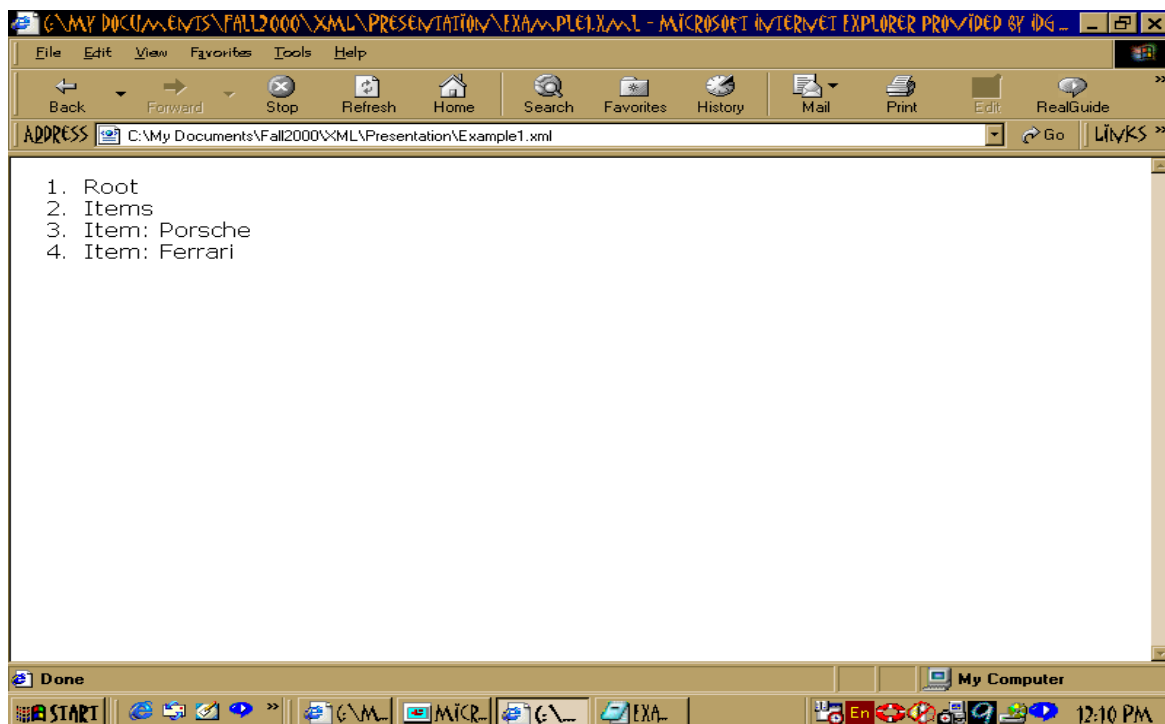 C:\MY DOCUMENTS\FALL2000\XML\PRESENTATION\EXAMPLE1.XML - MICROSOFT INTERNET EXPLORER PROVIDED BY IDG ...
File Edit View Favorites Tools Help
Back Forward Stop Refresh Home Search Favorites History Mail Print Edit RealGuide »
ADDRESS C:\My Documents\Fall2000\XML\Presentation\Example1.xml Go LINKS »
1. Root
2. Items
3. Item: Porsche
4. Item: Ferrari
Done My Computer
START » C:\M... MICR... C:\... EXA... En 12:10 PM